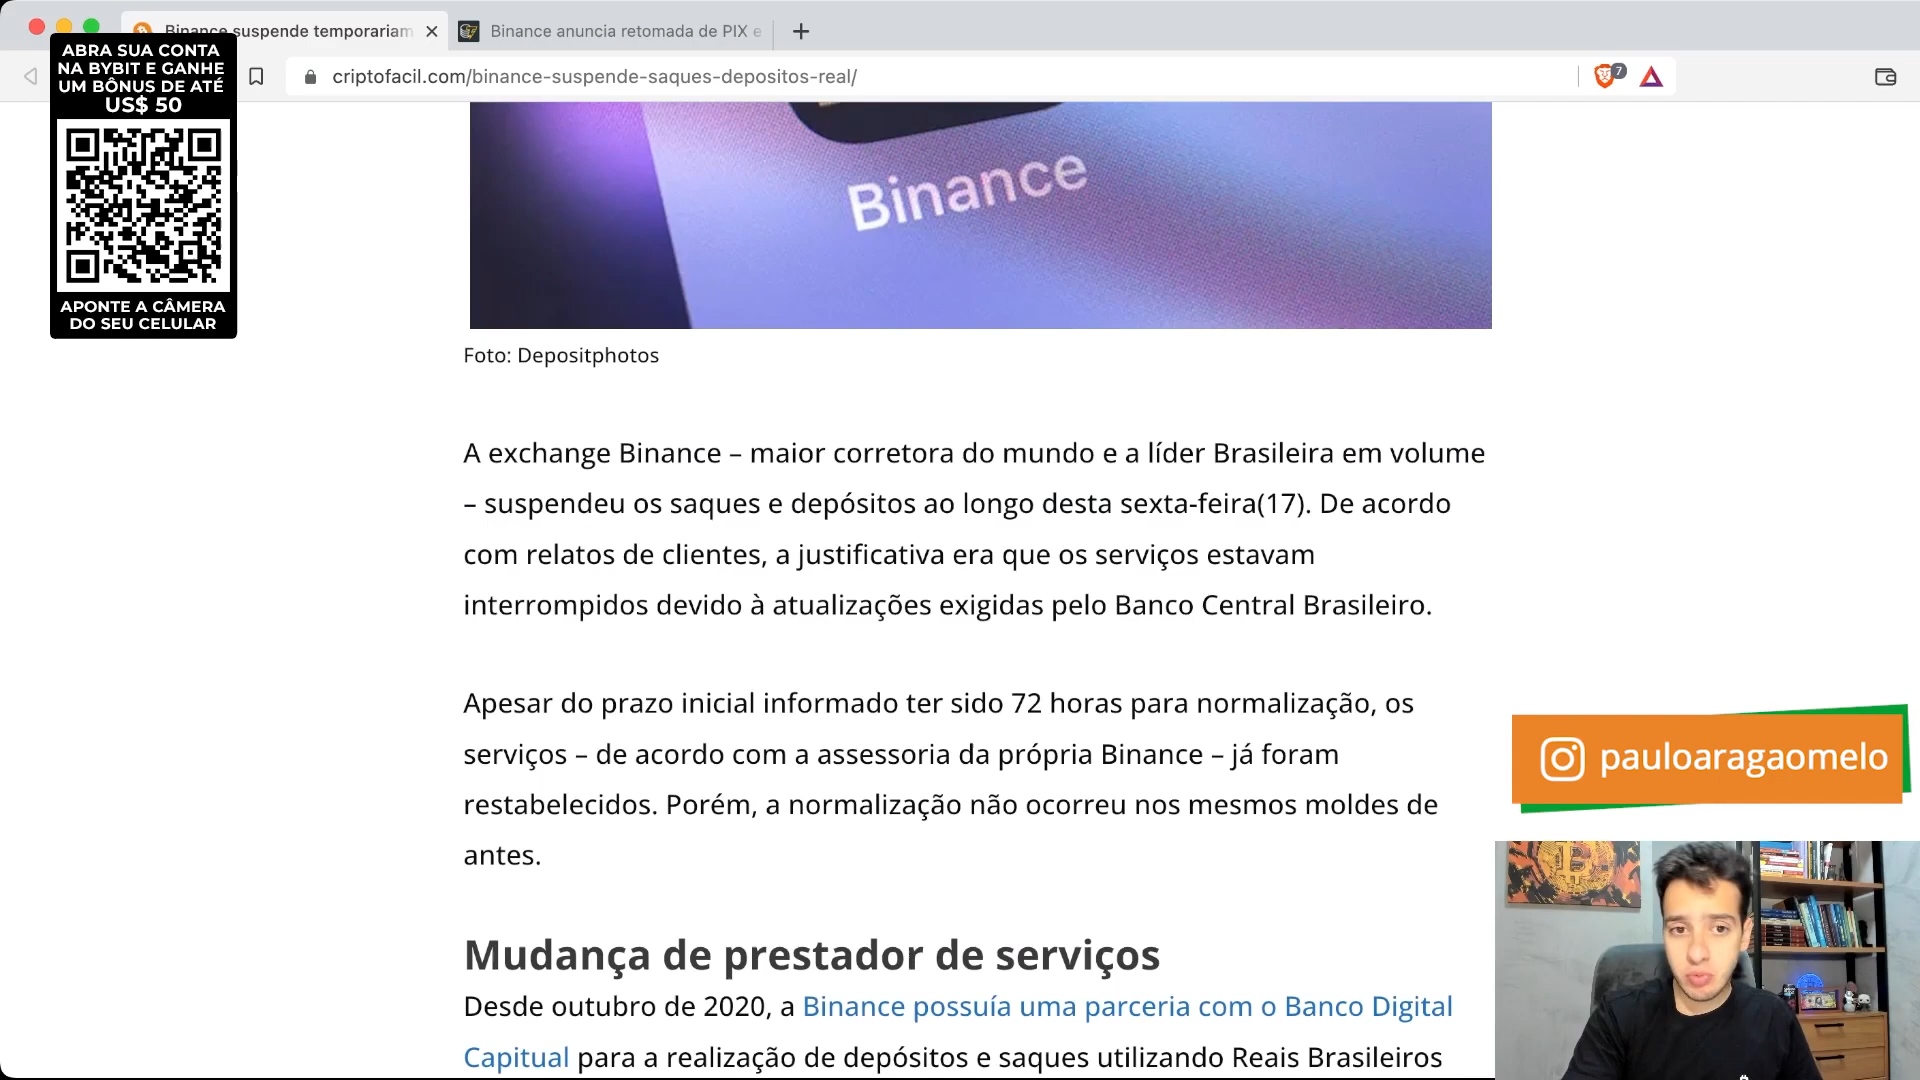 Binance suspende temporariam
Binance anuncia retomada de PIX e
criptofacil.com/binance-suspende-saques-depositos-real/
7
ABRA SUA CONTA
NA BYBIT E GANHE
UM BÔNUS DE ATÉ
US$ 50
APONTE A CÂMERA
DO SEU CELULAR
Binance
Foto: Depositphotos
A exchange Binance – maior corretora do mundo e a líder Brasileira em volume
– suspendeu os saques e depósitos ao longo desta sexta-feira(17). De acordo
com relatos de clientes, a justificativa era que os serviços estavam
interrompidos devido à atualizações exigidas pelo Banco Central Brasileiro.
Apesar do prazo inicial informado ter sido 72 horas para normalização, os
serviços – de acordo com a assessoria da própria Binance – já foram
restabelecidos. Porém, a normalização não ocorreu nos mesmos moldes de
antes.
pauloaragaomelo
Mudança de prestador de serviços
Desde outubro de 2020, a Binance possuía uma parceria com o Banco Digital
Capitual para a realização de depósitos e saques utilizando Reais Brasileiros